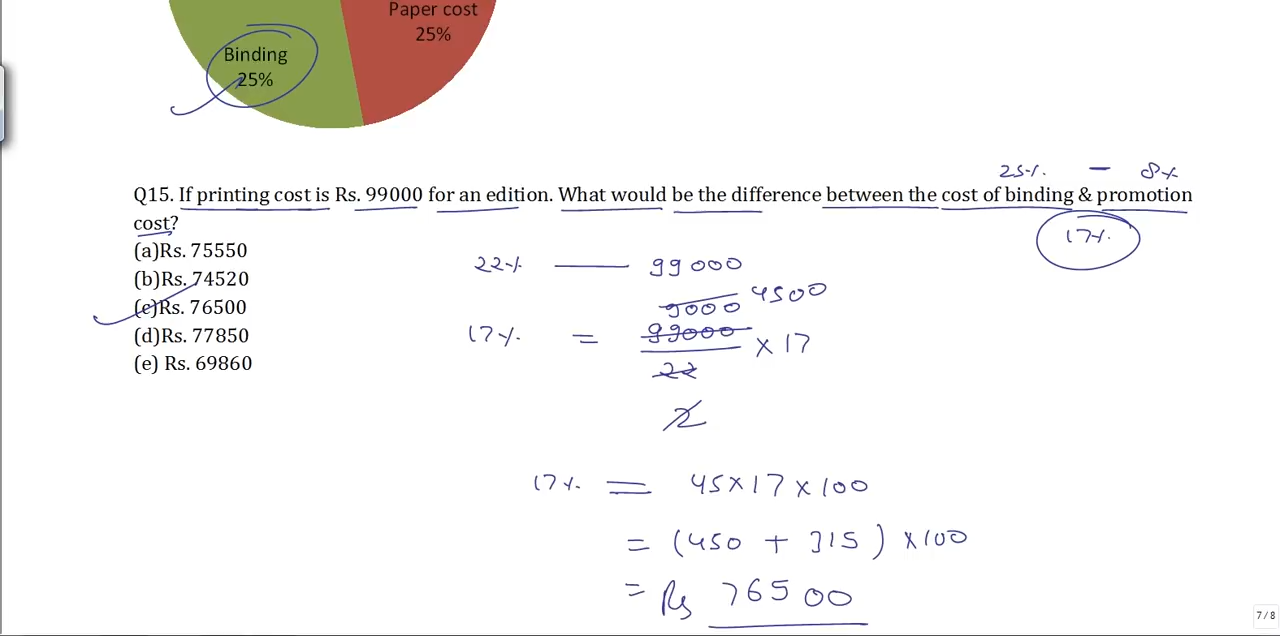 Paper cost
25%
Binding
25%
25% - 8%
Q15. If printing cost is Rs. 99000 for an edition. What would be the difference between the cost of binding & promotion
cost?
17%
(a)Rs. 75550
(b)Rs. 74520
(c)Rs. 76500
(d)Rs. 77850
(e) Rs. 69860
22% — 99000
9000 4500
17% = 99000 × 17
22
2
17% = 45×17×100
= (450 + 315) ×100
= Rs 76500
7 / 8